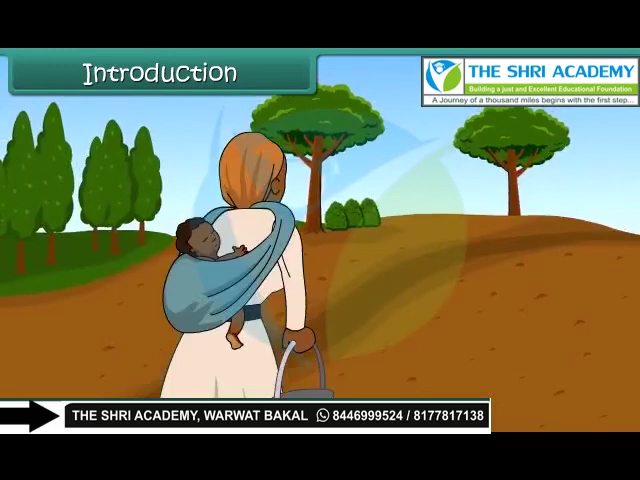 Introduction
THE SHRI ACADEMY
Building a just and Excellent Educational Foundation
A Journey of a thousand miles begins with the first step...
THE SHRI ACADEMY, WARWAT BAKAL 8446999524 / 8177817138